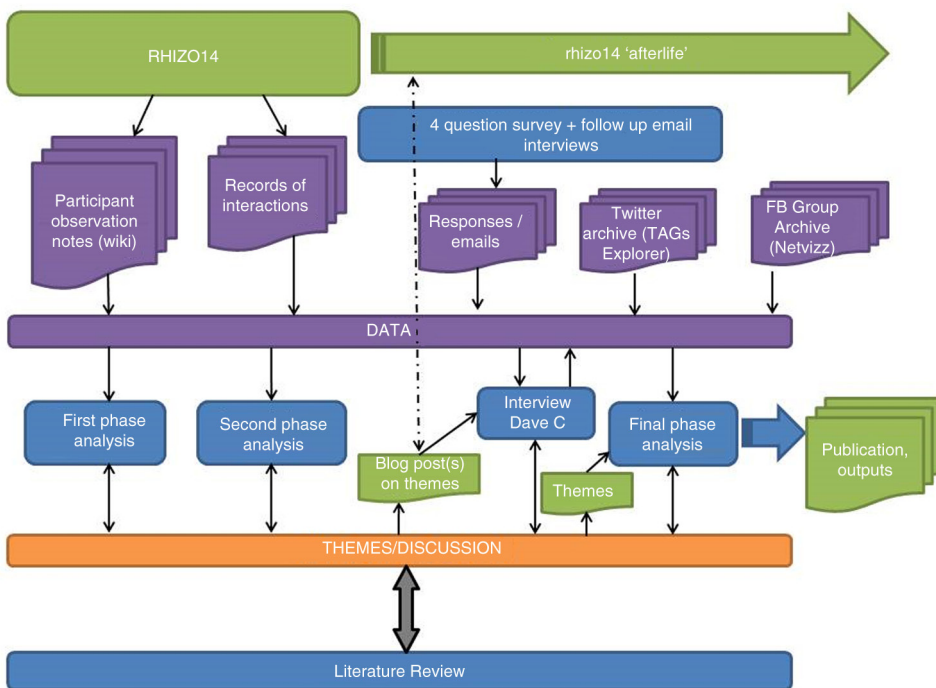 RHIZO14
rhizo14 ‘afterlife’
4 question survey + follow up email
interviews
Participant
observation
notes (wiki)
Records of
interactions
Responses /
emails
Twitter
archive (TAGs
Explorer)
FB Group
Archive
(Netvizz)
DATA
First phase
analysis
Second phase
analysis
Blog post(s)
on themes
Interview
Dave C
Themes
Final phase
analysis
Publication,
outputs
THEMES/DISCUSSION
Literature Review